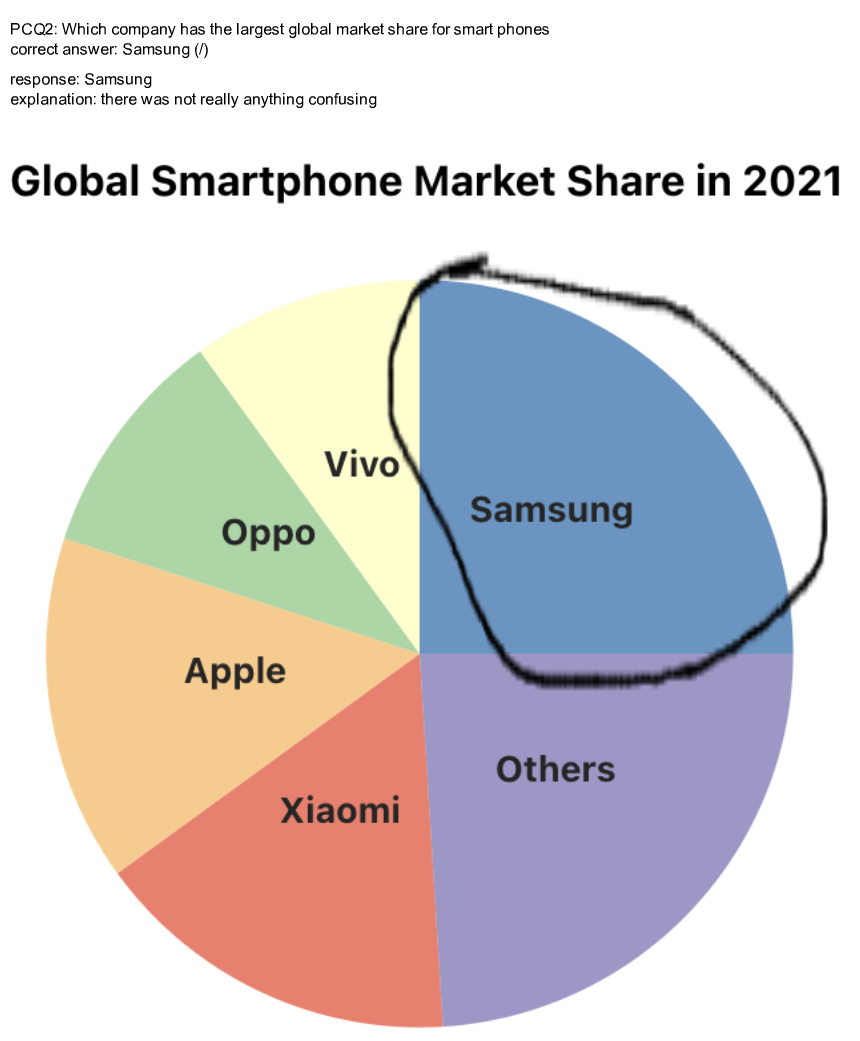 PCQ2: Which company has the largest global market share for smart phones
correct answer: Samsung (/)
response: Samsung
explanation: there was not really anything confusing
Global Smartphone Market Share in 2021
Vivo
Samsung
Oppo
Apple
Others
Xiaomi